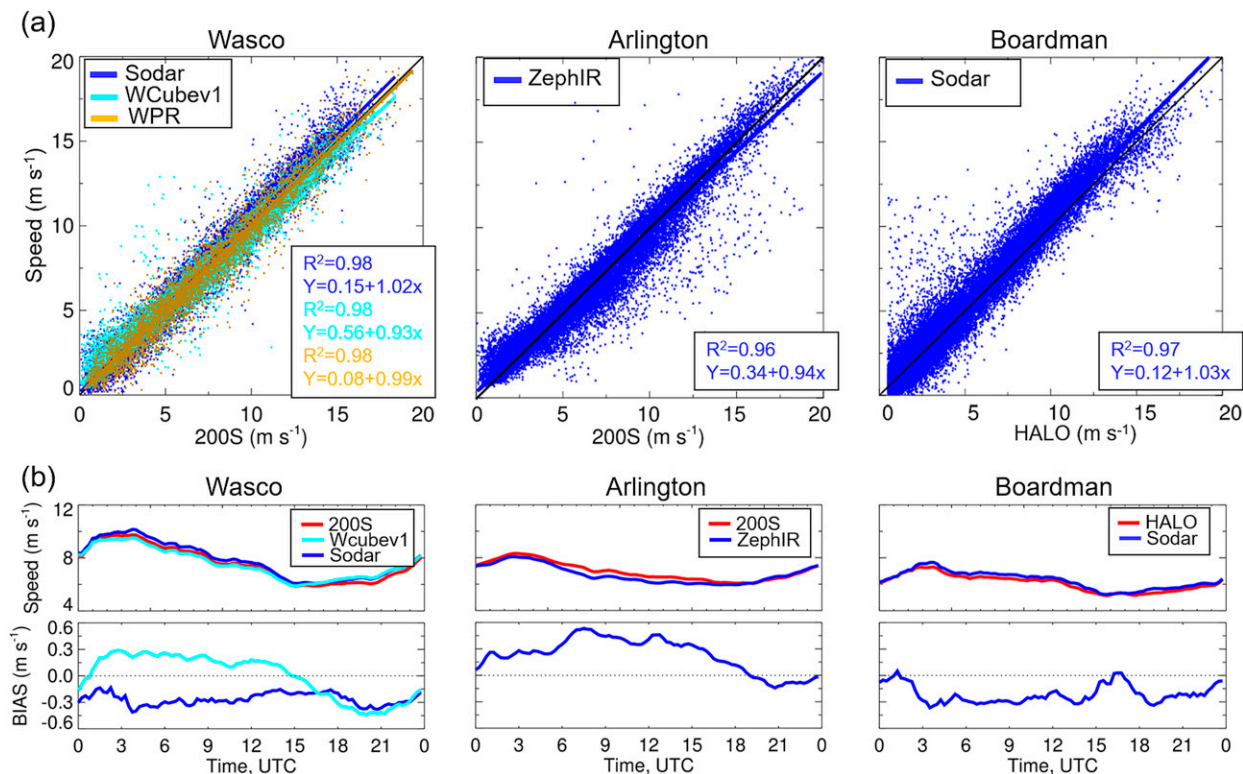 (a)
Wasco
Arlington
Boardman
20
15
10
5
0
Speed (m s⁻¹)
Sodar
WCubev1
WPR
R²=0.98
Y=0.15+1.02x
R²=0.98
Y=0.56+0.93x
R²=0.98
Y=0.08+0.99x
0 5 10 15 20
200S (m s⁻¹)
ZephIR
R²=0.96
Y=0.34+0.94x
0 5 10 15 20
200S (m s⁻¹)
Sodar
R²=0.97
Y=0.12+1.03x
0 5 10 15 20
HALO (m s⁻¹)
(b)
Wasco
Arlington
Boardman
12
8
4
Speed (m s⁻¹)
200S
Wcubev1
Sodar
200S
ZephIR
HALO
Sodar
0.6
0.3
0.0
-0.3
-0.6
BIAS (m s⁻¹)
0 3 6 9 12 15 18 21 0
Time, UTC
0 3 6 9 12 15 18 21 0
Time, UTC
0 3 6 9 12 15 18 21 0
Time, UTC